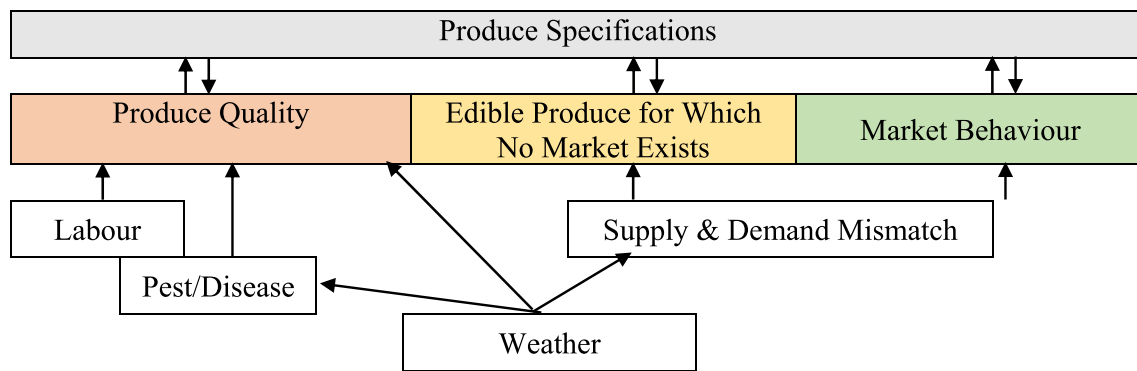 Produce Specifications
Produce Quality
Edible Produce for Which
No Market Exists
Market Behaviour
Labour
Supply & Demand Mismatch
Pest/Disease
Weather